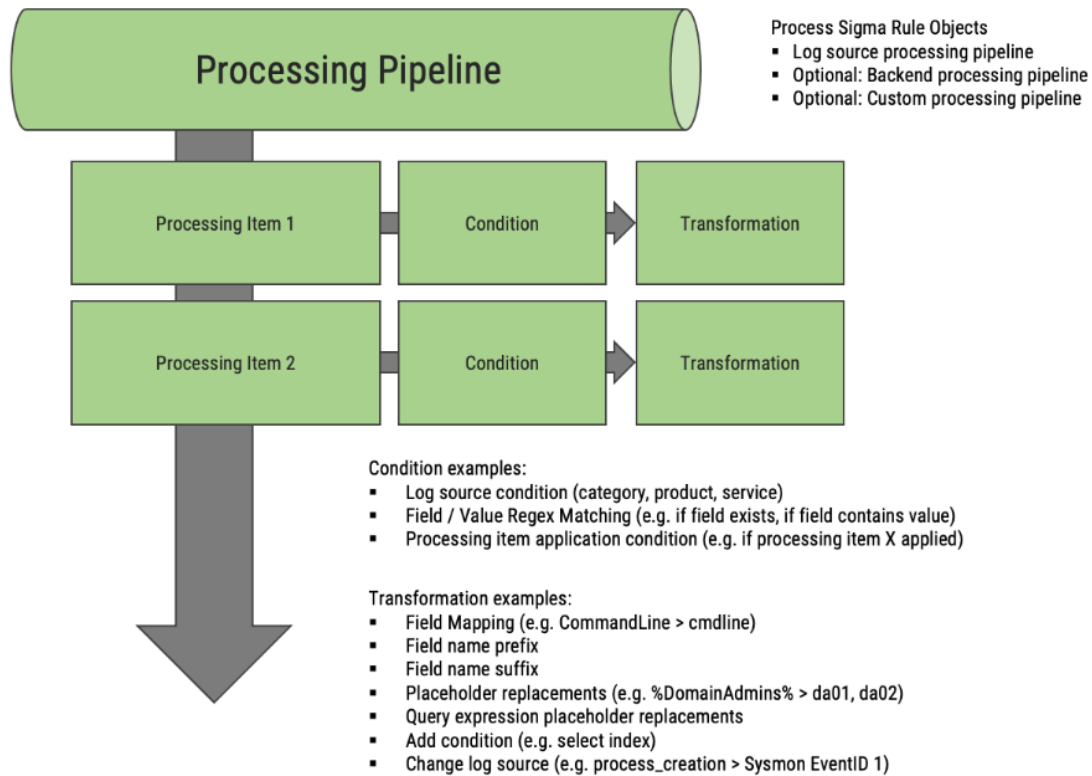 Processing Pipeline
Process Sigma Rule Objects
▪ Log source processing pipeline
▪ Optional: Backend processing pipeline
▪ Optional: Custom processing pipeline
Processing Item 1
Condition
Transformation
Processing Item 2
Condition
Transformation
Condition examples:
▪ Log source condition (category, product, service)
▪ Field / Value Regex Matching (e.g. if field exists, if field contains value)
▪ Processing item application condition (e.g. if processing item X applied)
Transformation examples:
▪ Field Mapping (e.g. CommandLine > cmdline)
▪ Field name prefix
▪ Field name suffix
▪ Placeholder replacements (e.g. %DomainAdmins% > da01, da02)
▪ Query expression placeholder replacements
▪ Add condition (e.g. select index)
▪ Change log source (e.g. process_creation > Sysmon EventID 1)